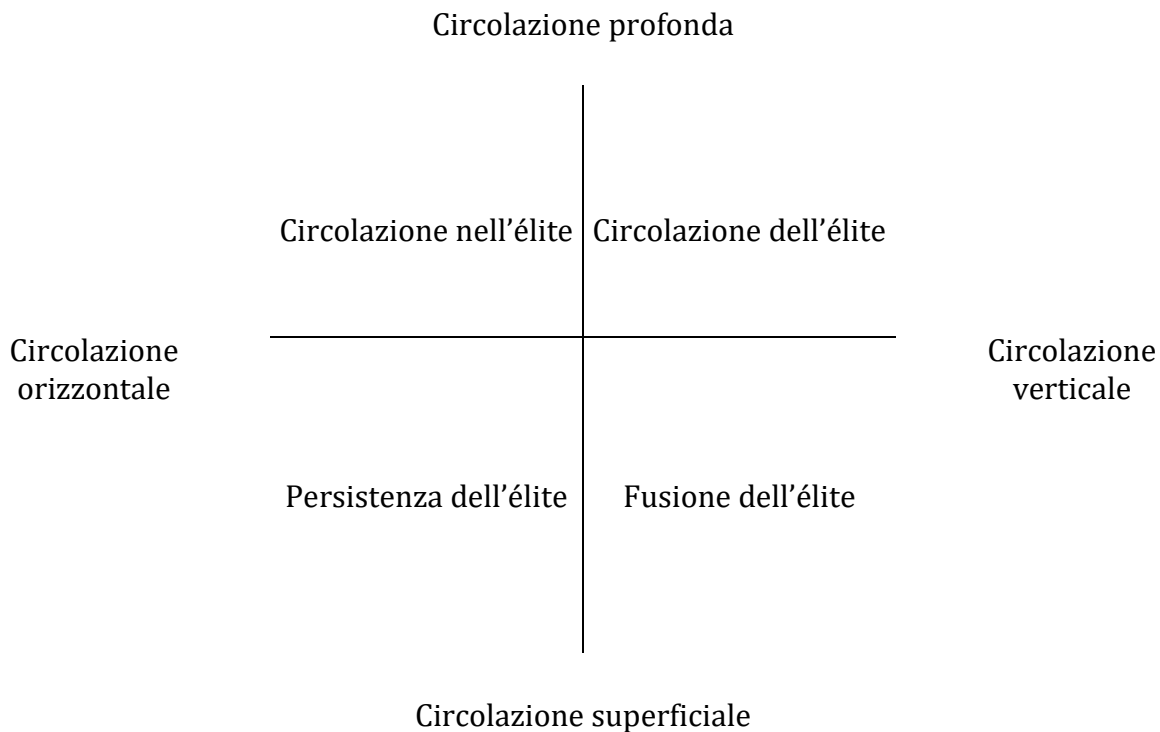 Circolazione profonda
Circolazione nell’élite
Circolazione dell’élite
Circolazione
orizzontale
Circolazione
verticale
Persistenza dell’élite
Fusione dell’élite
Circolazione superficiale